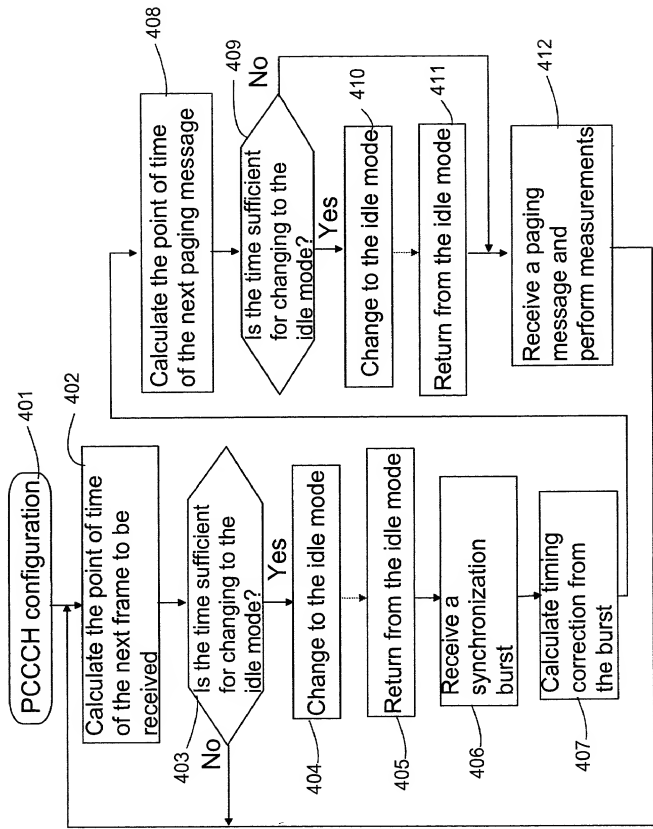 PCCCH configuration
401
402
Calculate the point of time
of the next frame to be
received
403
Is the time sufficient
for changing to the
idle mode?
No
Yes
404
Change to the idle mode
405
Return from the idle mode
406
Receive a
synchronization
burst
407
Calculate timing
correction from
the burst
408
Calculate the point of time
of the next paging message
409
Is the time sufficient
for changing to the
idle mode?
No
Yes
410
Change to the idle mode
411
Return from the idle mode
412
Receive a paging
message and
perform measurements